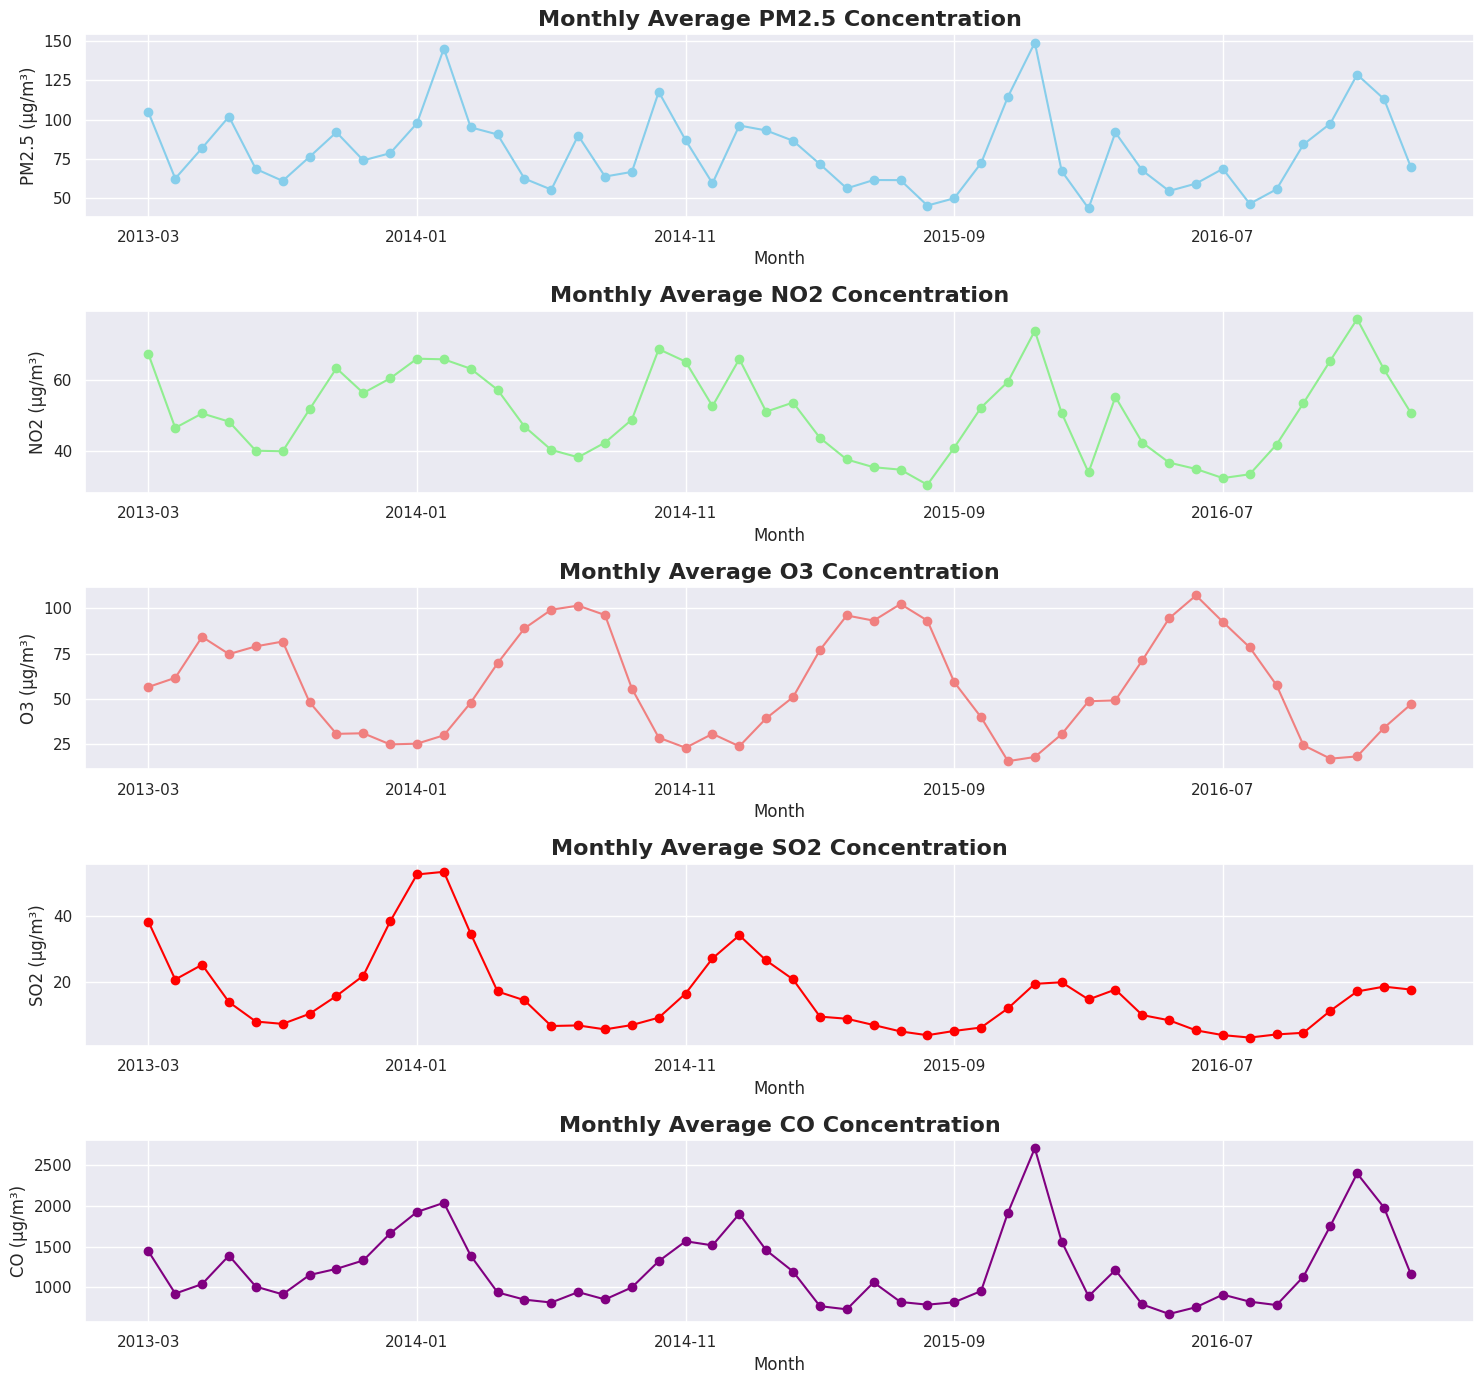 Monthly Average PM2.5 Concentration
PM2.5 (µg/m³)
150
125
100
75
50
2013-03 2014-01 2014-11 2015-09 2016-07
Month
Monthly Average NO2 Concentration
NO2 (µg/m³)
60
40
2013-03 2014-01 2014-11 2015-09 2016-07
Month
Monthly Average O3 Concentration
O3 (µg/m³)
100
75
50
25
2013-03 2014-01 2014-11 2015-09 2016-07
Month
Monthly Average SO2 Concentration
SO2 (µg/m³)
40
20
2013-03 2014-01 2014-11 2015-09 2016-07
Month
Monthly Average CO Concentration
CO (µg/m³)
2500
2000
1500
1000
2013-03 2014-01 2014-11 2015-09 2016-07
Month